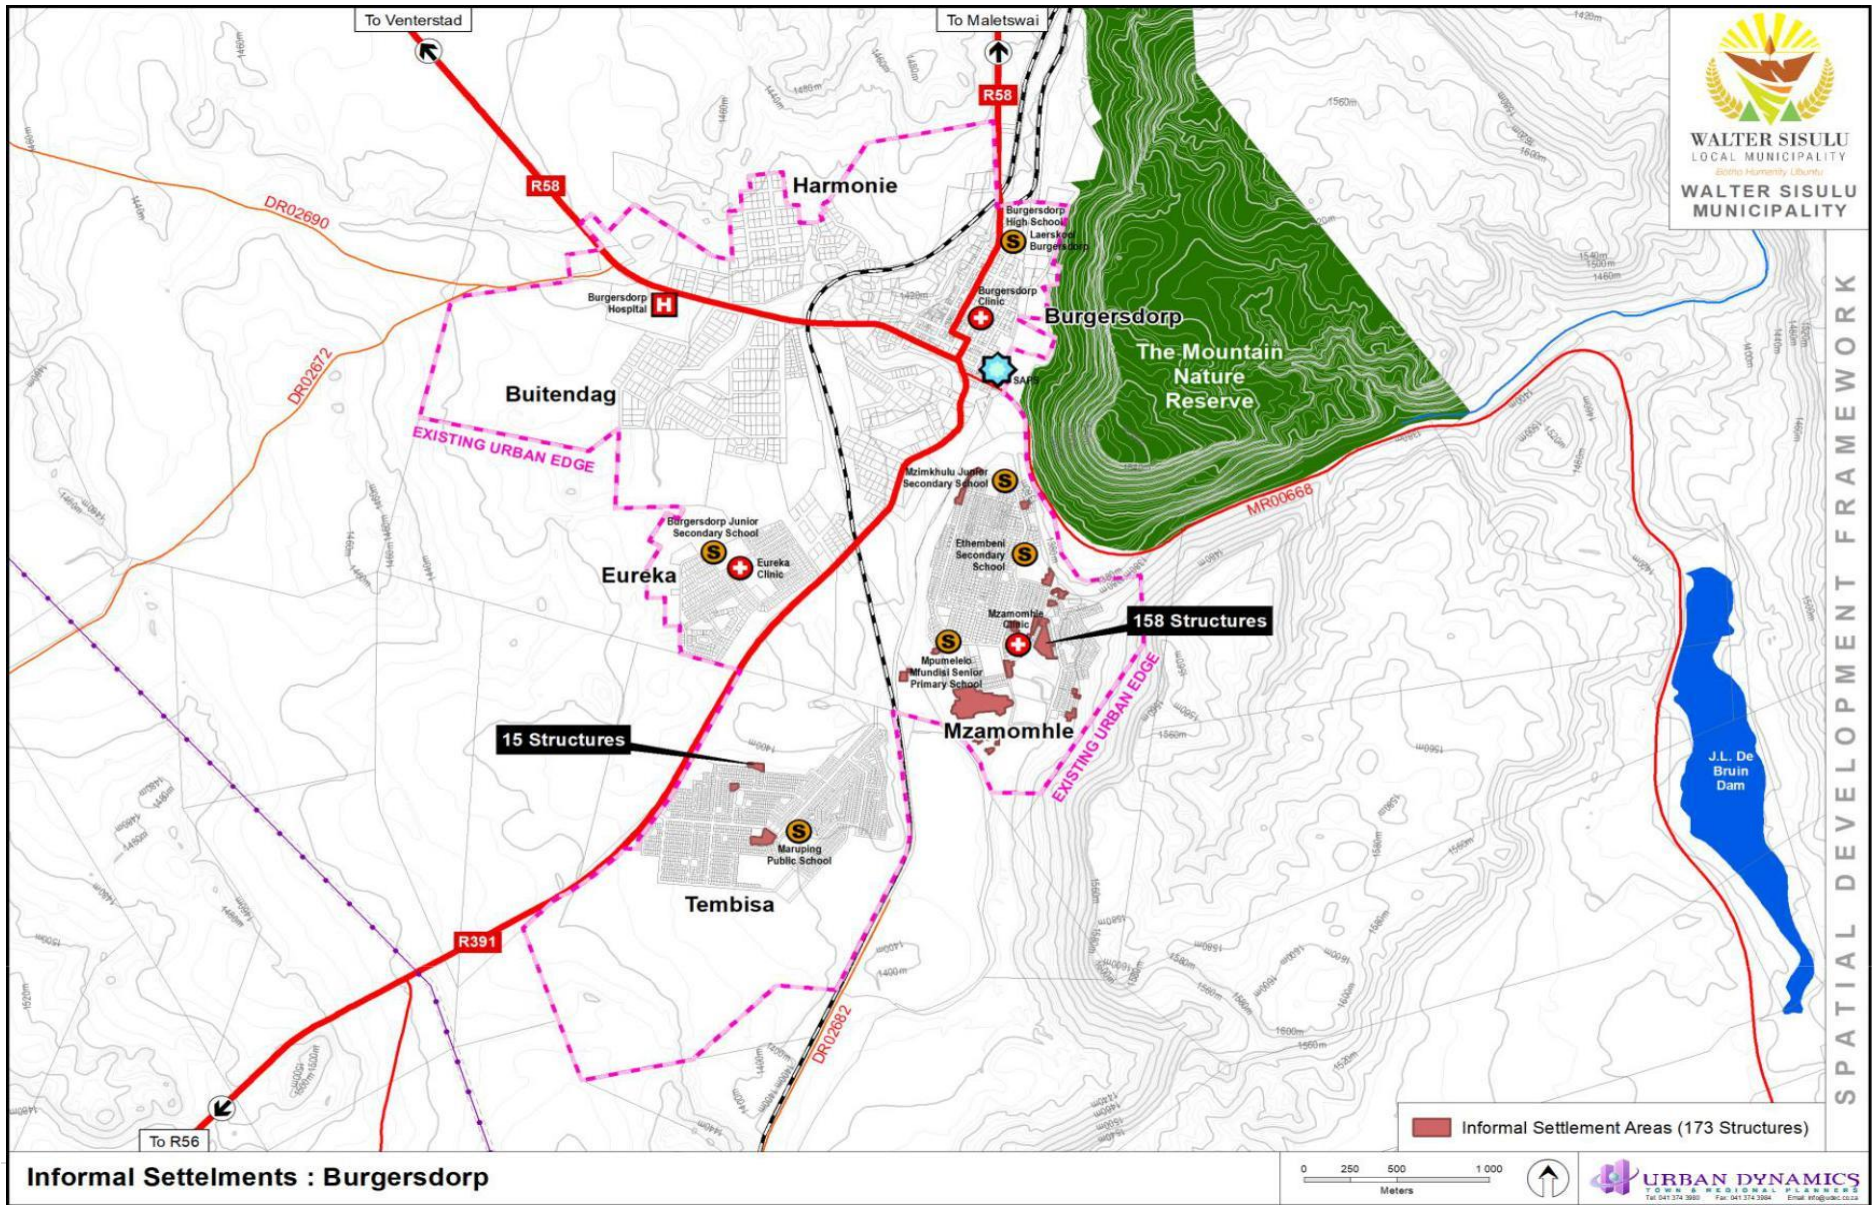 To Venterstad
To Maletswai
R58
R58
WALTER SISULU
LOCAL MUNICIPALITY
WALTER SISULU
MUNICIPALITY
DR02690
Harmonie
Burgersdorp
High School
Laerskool
Burgersdorp
Burgersdorp
Hospital
H
Burgersdorp
Clinic
Burgersdorp
The Mountain
Nature
Reserve
DR02672
Buitendag
SAPS
EXISTING URBAN EDGE
Mzimkhulu Junior
Secondary School
S
MR00668
Burgersdorp Junior
Secondary School
S
Eureka
Clinic
Eureka
Ethembeni
Secondary
School
S
Mzamomhle
Clinic
158 Structures
S
Mpumelelo
Mfundisi Senior
Primary School
Mzamomhle
EXISTING URBAN EDGE
15 Structures
J.L. De
Bruin
Dam
S
Maruping
Public School
Tembisa
R391
DR02682
To R56
SPATIAL DEVELOPMENT FRAMEWORK
Informal Settlement Areas (173 Structures)
Informal Settelments : Burgersdorp
0 250 500 1 000
Meters
URBAN DYNAMICS
TOWN & REGIONAL PLANNERS